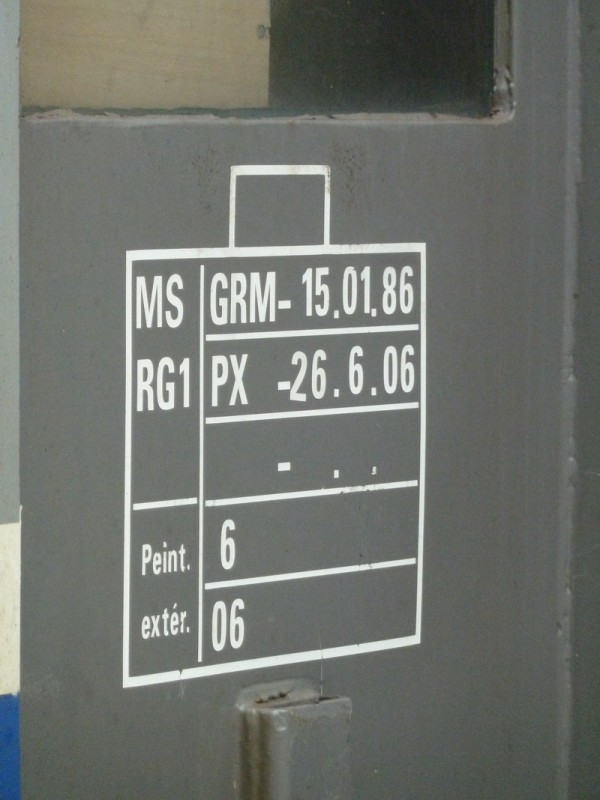 MS GRM- 15.01.86
RG1 PX -26.6.06
- . .
Peint. 6
extér. 06